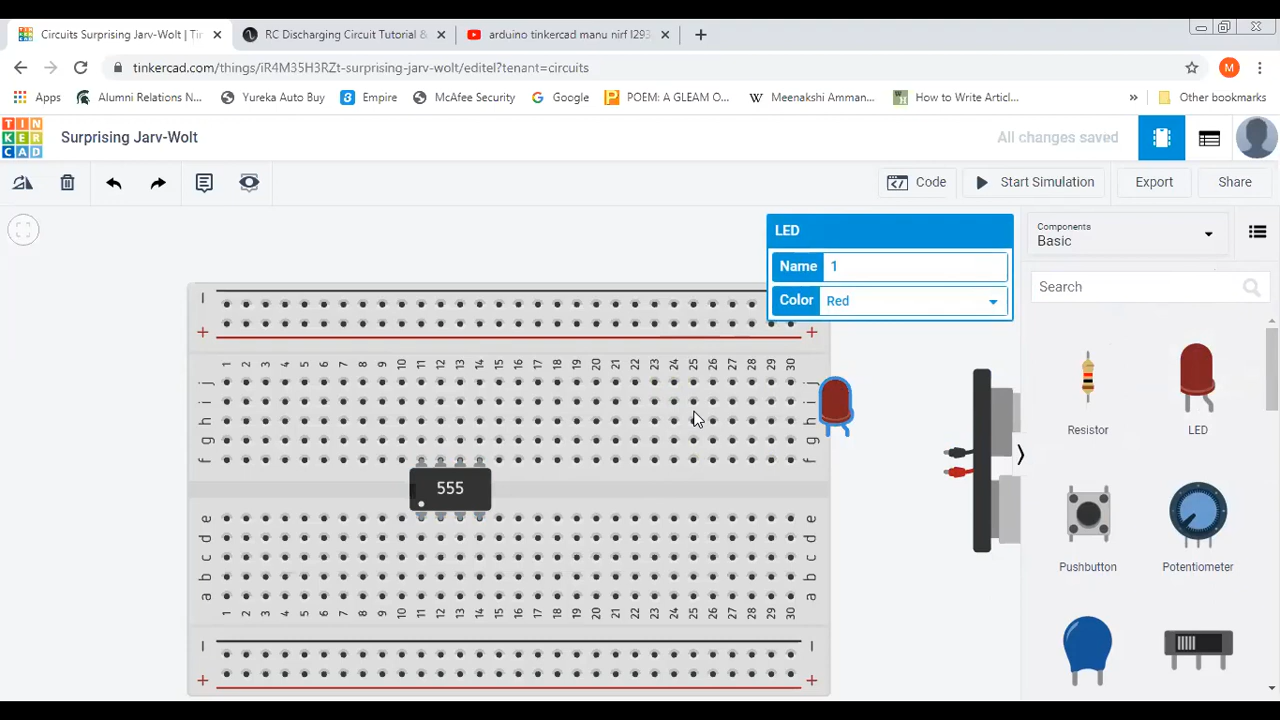 Circuits Surprising Jarv-Wolt | Tin
RC Discharging Circuit Tutorial &
arduino tinkercad manu nirf l293
tinkercad.com/things/iR4M35H3RZt-surprising-jarv-wolt/editel?tenant=circuits
M
Apps
Alumni Relations N...
Yureka Auto Buy
Empire
McAfee Security
Google
POEM: A GLEAM O...
Meenakshi Amman...
How to Write Articl...
»
Other bookmarks
TIN
KER
CAD
Surprising Jarv-Wolt
All changes saved
Code
Start Simulation
Export
Share
LED
Name 1
Color Red
Components
Basic
Search
Resistor
LED
Pushbutton
Potentiometer
+ +
1 2 3 4 5 6 7 8 9 10 11 12 13 14 15 16 17 18 19 20 21 22 23 24 25 26 27 28 29 30
j j
i i
h h
g g
f f
555
e e
d d
c c
b b
a a
1 2 3 4 5 6 7 8 9 10 11 12 13 14 15 16 17 18 19 20 21 22 23 24 25 26 27 28 29 30
+ +